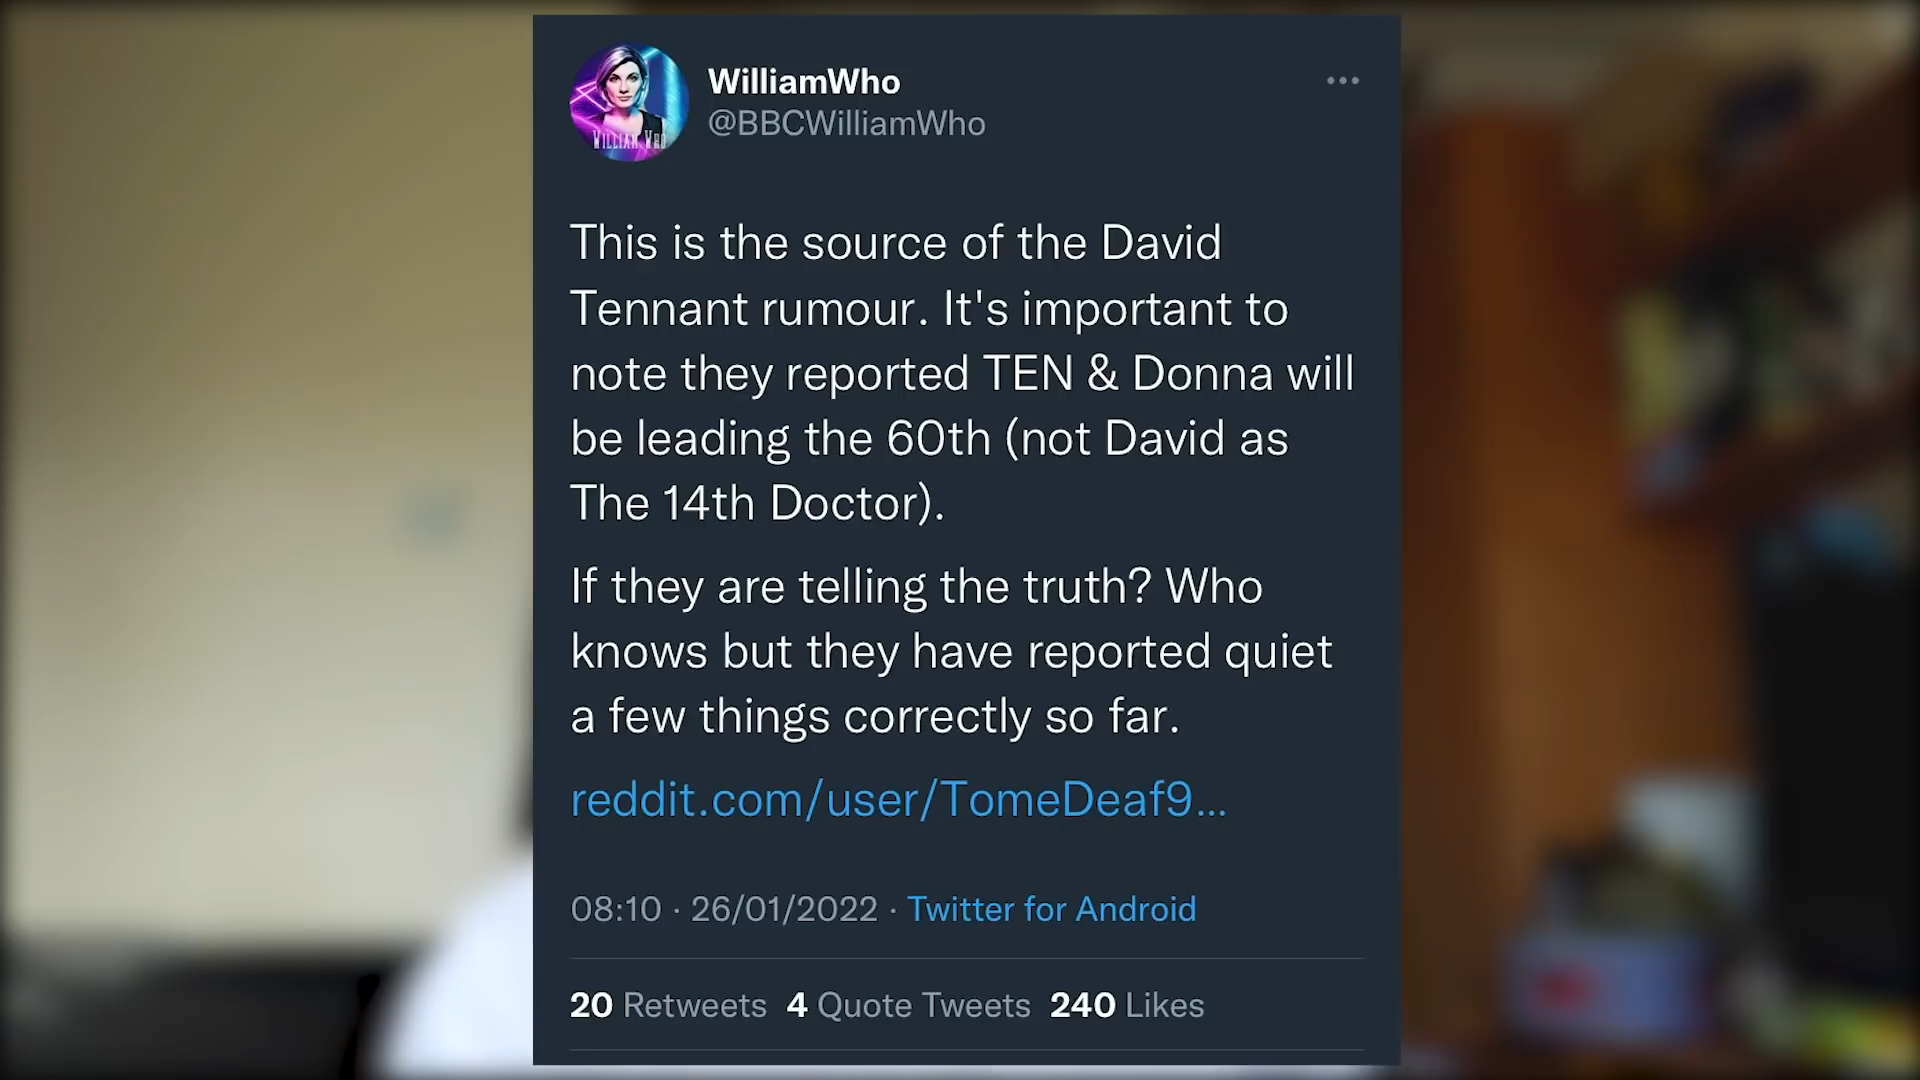 WilliamWho
@BBCWilliamWho
WILLIAM WHO
This is the source of the David
Tennant rumour. It's important to
note they reported TEN & Donna will
be leading the 60th (not David as
The 14th Doctor).
If they are telling the truth? Who
knows but they have reported quiet
a few things correctly so far.
reddit.com/user/TomeDeaf9...
08:10 · 26/01/2022 · Twitter for Android
20 Retweets 4 Quote Tweets 240 Likes